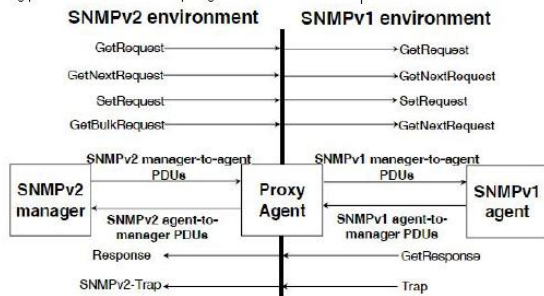 SNMPv2 environment SNMPv1 environment
GetRequest GetRequest
GetNextRequest GetNextRequest
SetRequest SetRequest
GetBulkRequest GetNextRequest
SNMPv2 manager-to-agent PDUs
SNMPv1 manager-to-agent PDUs
SNMPv2 manager
Proxy Agent
SNMPv1 agent
SNMPv2 agent-to-manager PDUs
SNMPv1 agent-to-manager PDUs
Response GetResponse
SNMPv2-Trap Trap